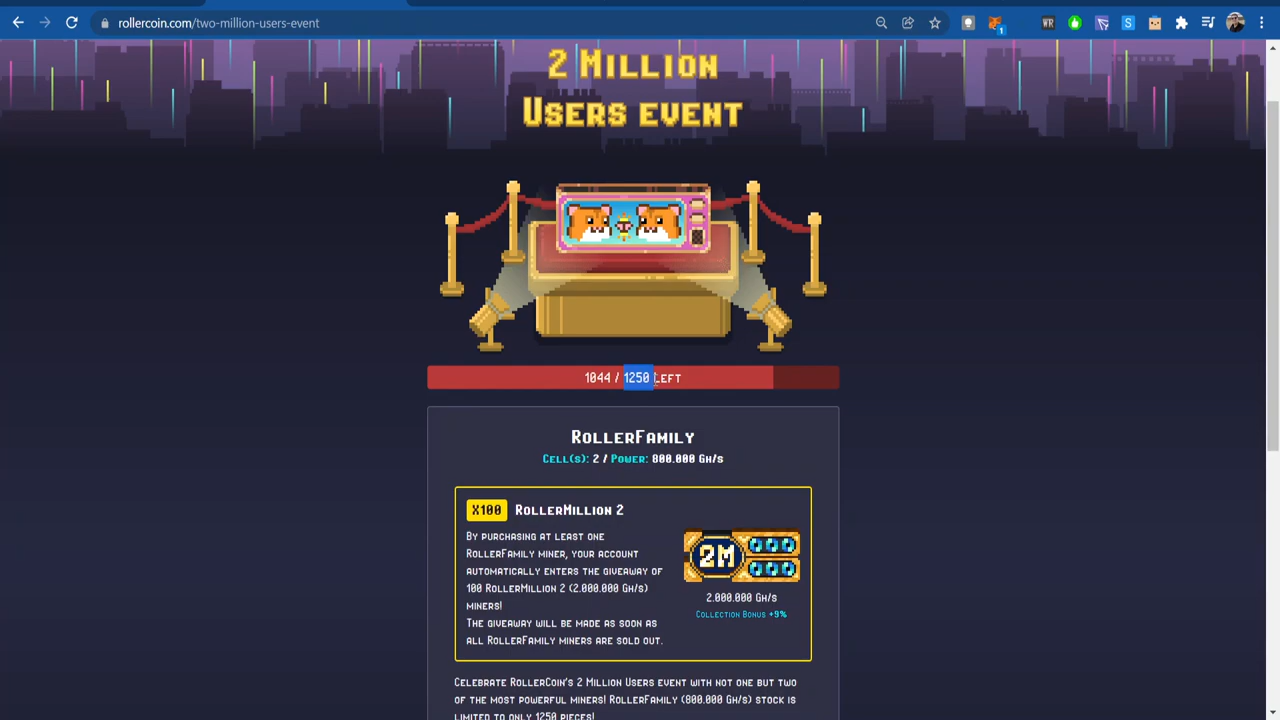 rollercoin.com/two-million-users-event
1
WR
S
2 Million
Users event
1044 / 1250 Left
RollerFamily
Cell(s): 2 / Power: 800.000 Gh/s
X100 RollerMillion 2
By purchasing at least one
RollerFamily miner, your account
automatically enters the giveaway of
100 RollerMillion 2 (2.000.000 Gh/s)
miners!
The giveaway will be made as soon as
all RollerFamily miners are sold out.
2M
2.000.000 Gh/s
Collection Bonus +9%
Celebrate RollerCoin's 2 Million Users event with not one but two
of the most powerful miners! RollerFamily (800.000 Gh/s) stock is
limited to only 1250 pieces!